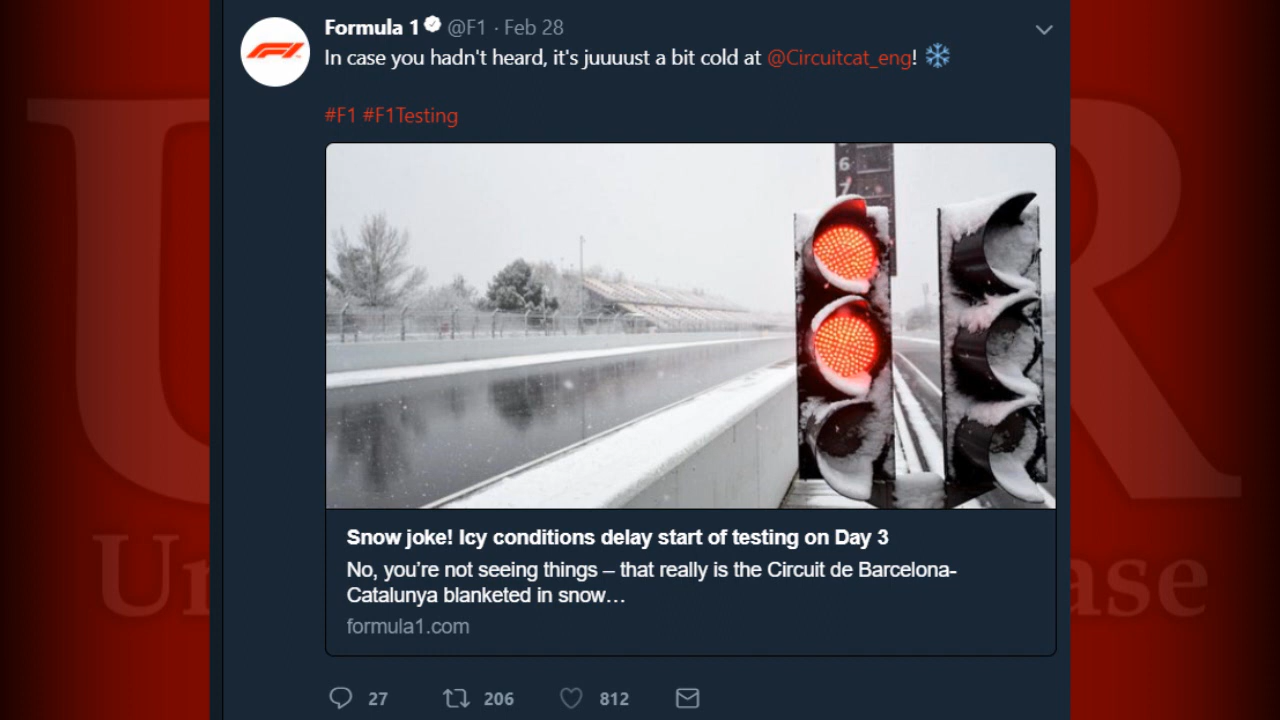 Formula 1 @F1 · Feb 28
In case you hadn't heard, it's juuuust a bit cold at @Circuitcat_eng! ❄
#F1 #F1Testing
6
7
Snow joke! Icy conditions delay start of testing on Day 3
No, you're not seeing things – that really is the Circuit de Barcelona-
Catalunya blanketed in snow…
formula1.com
27 206 812